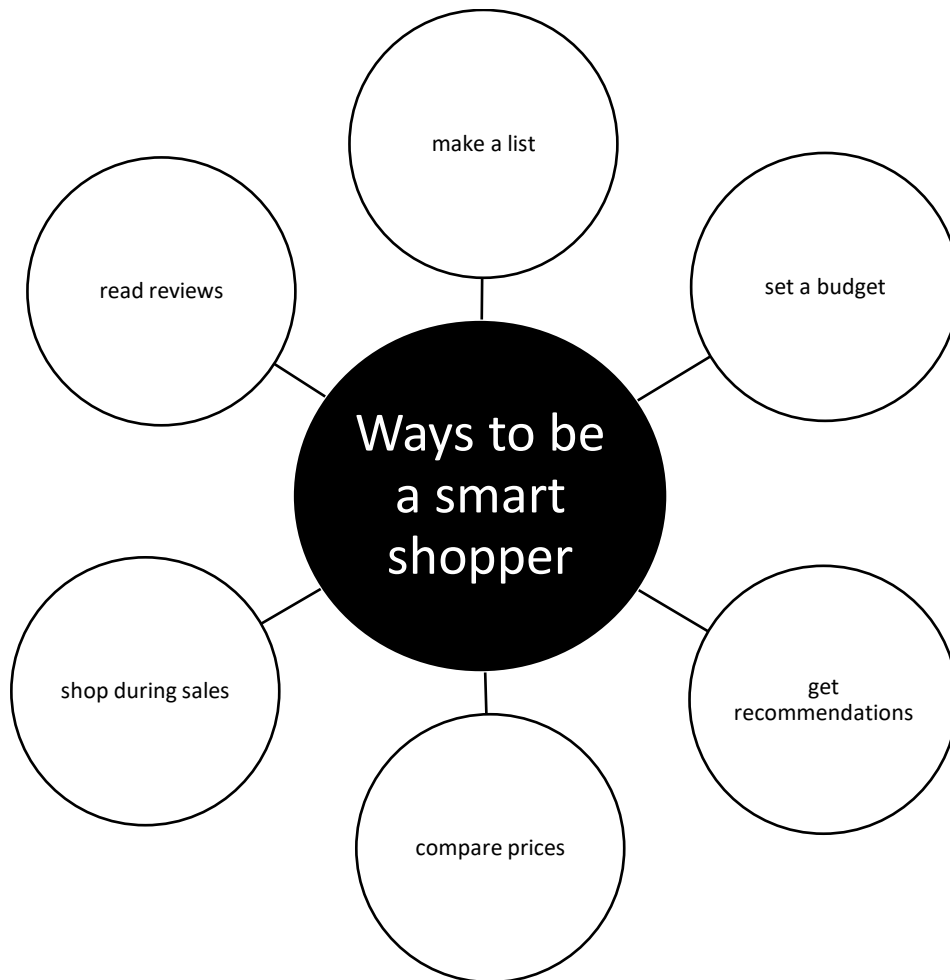 make a list
read reviews
set a budget
Ways to be
a smart
shopper
shop during sales
get
recommendations
compare prices